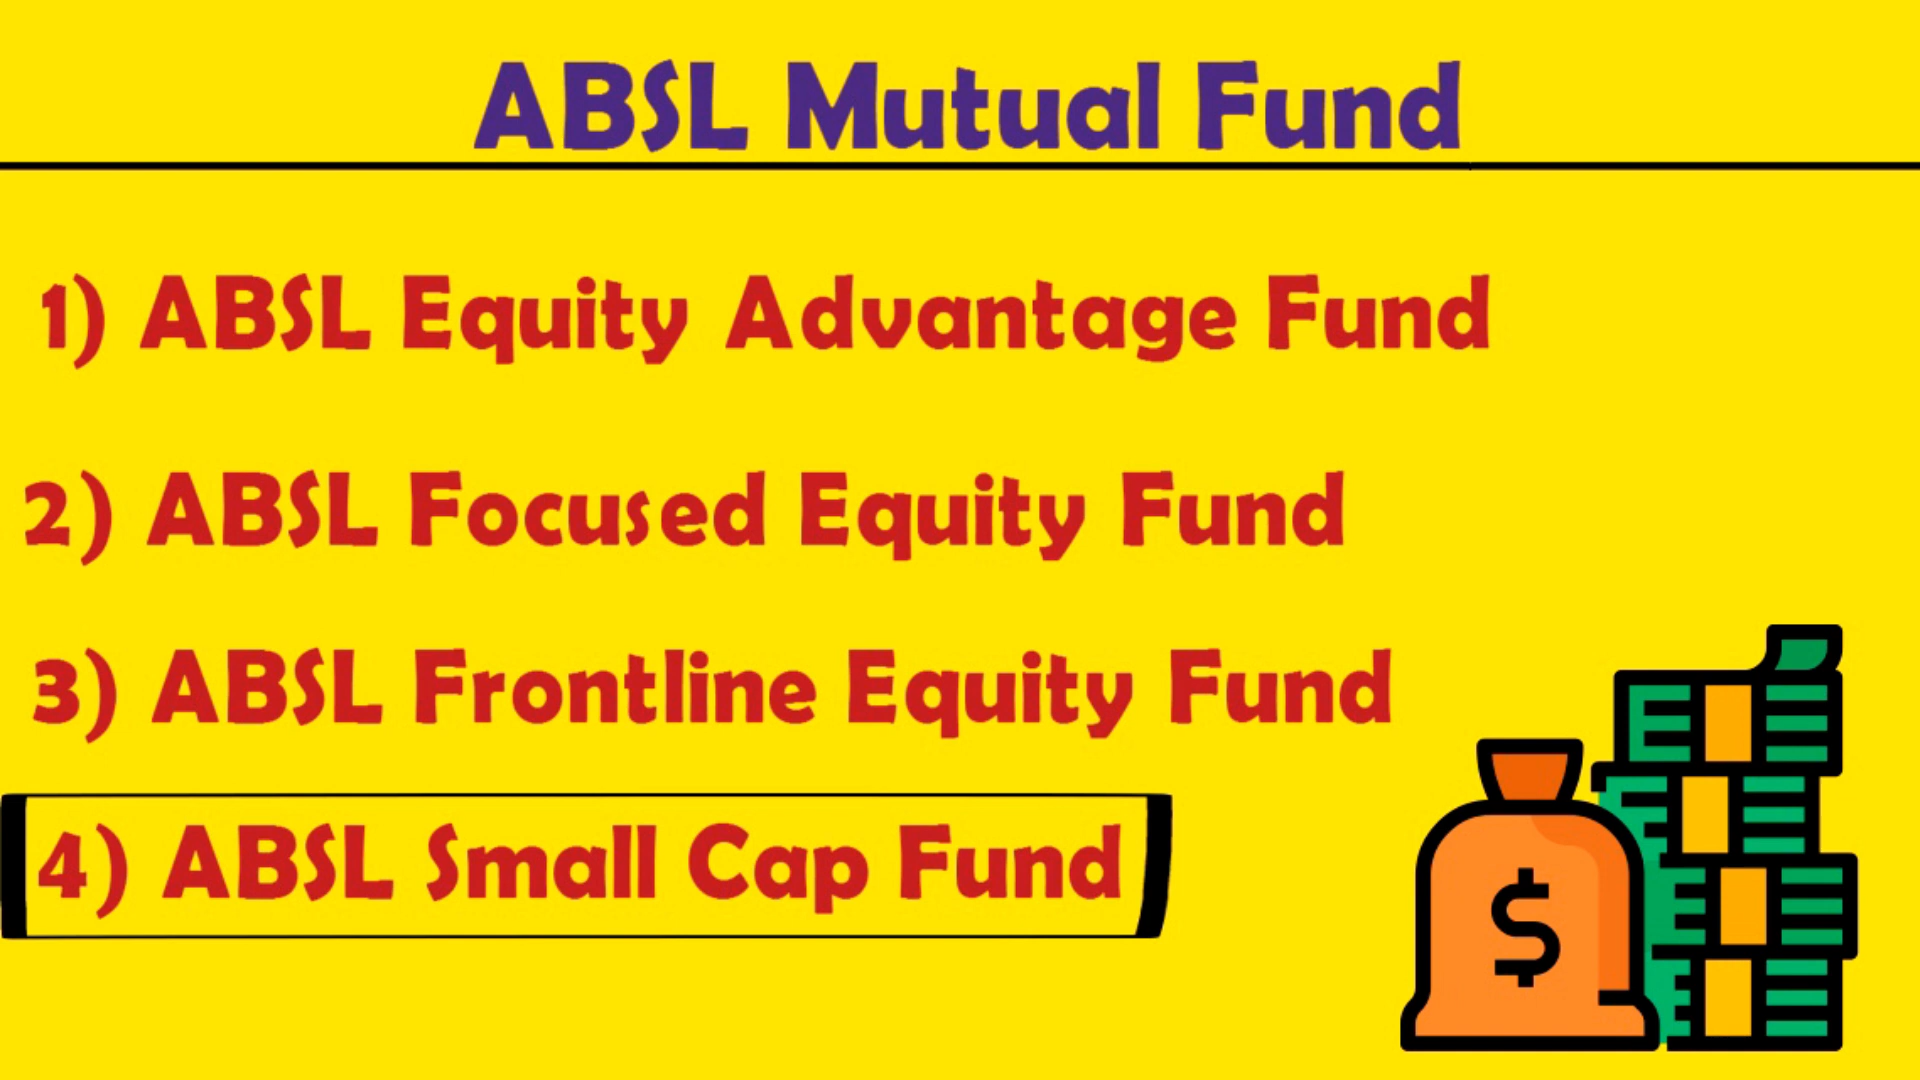 ABSL Mutual Fund
1) ABSL Equity Advantage Fund
2) ABSL Focused Equity Fund
3) ABSL Frontline Equity Fund
4) ABSL Small Cap Fund
$